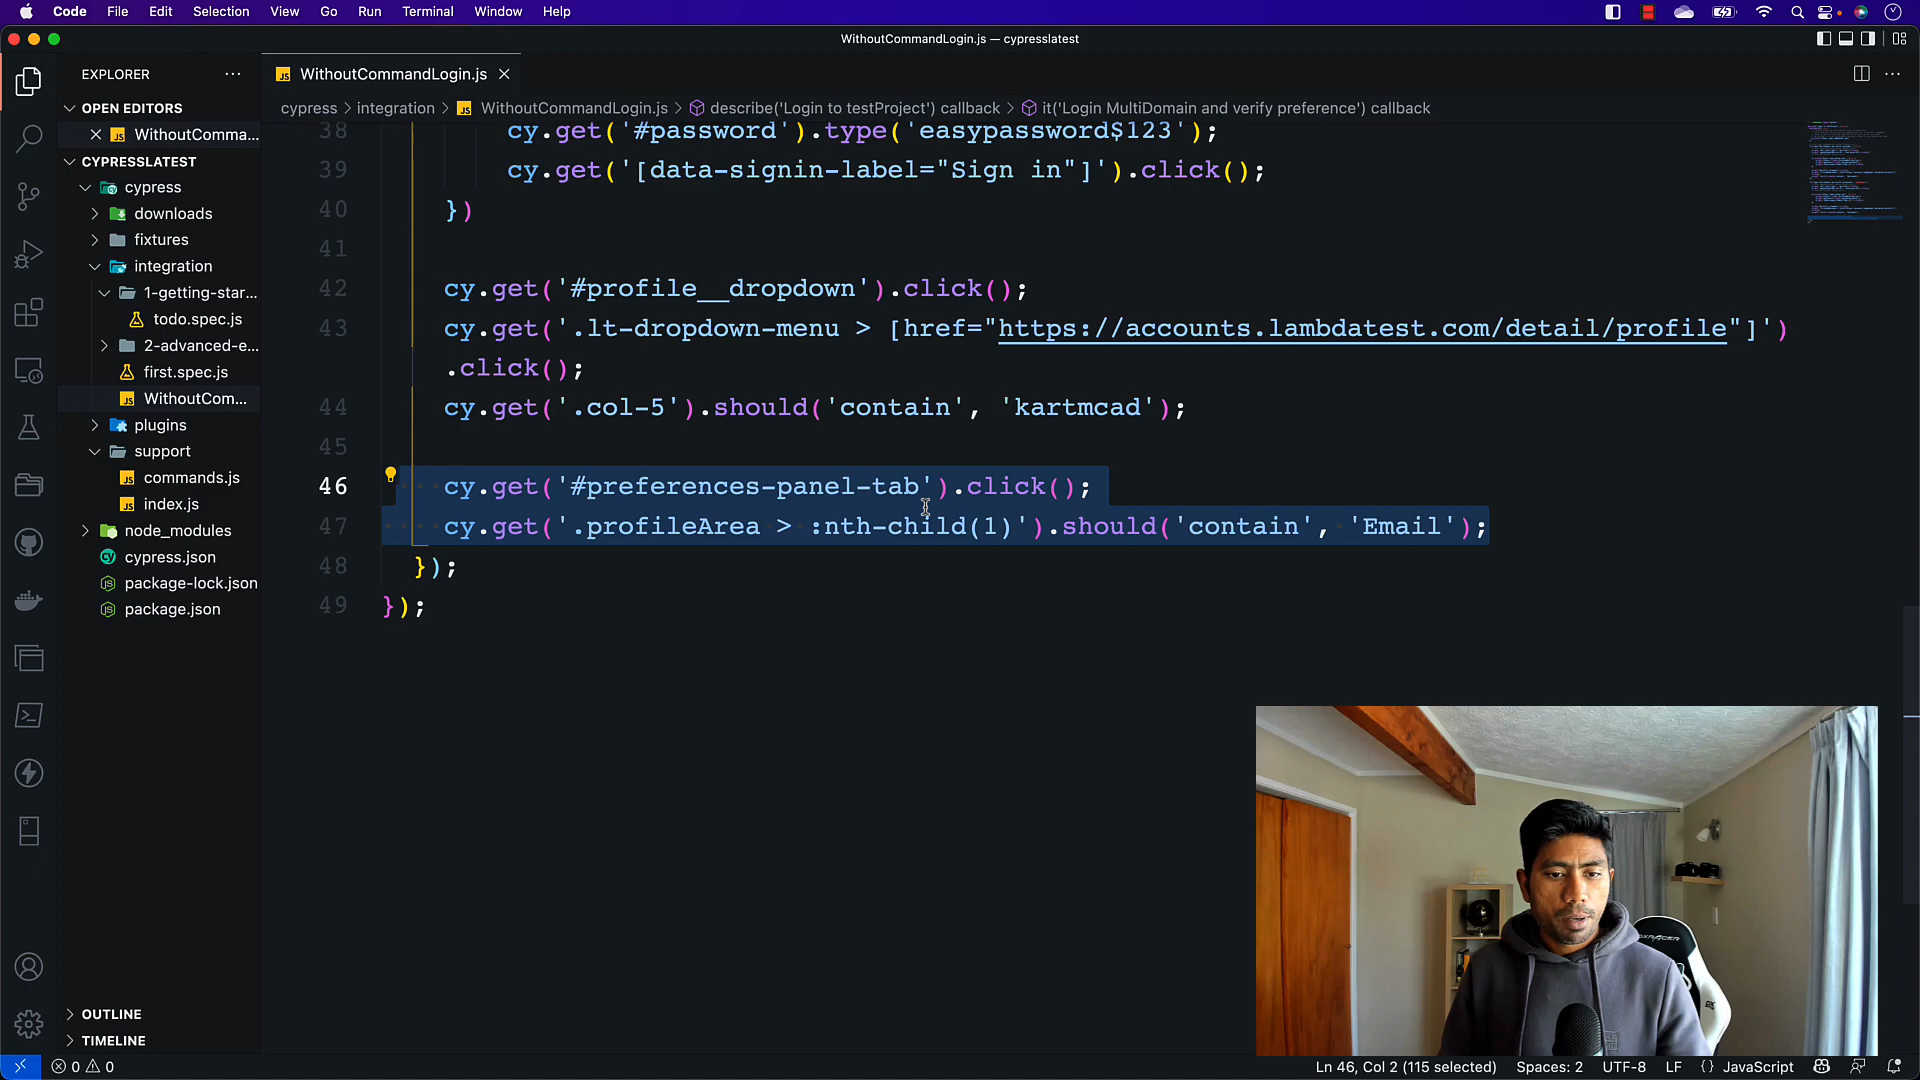 Code File Edit Selection View Go Run Terminal Window Help
WithoutCommandLogin.js — cypresslatest
EXPLORER
WithoutCommandLogin.js
OPEN EDITORS
WithoutComma...
cypress > integration > WithoutCommandLogin.js > describe('Login to testProject') callback > it('Login MultiDomain and verify preference') callback
CYPRESSLATEST
cypress
downloads
fixtures
integration
1-getting-star...
todo.spec.js
2-advanced-e...
first.spec.js
WithoutCom...
plugins
support
commands.js
index.js
node_modules
cypress.json
package-lock.json
package.json
OUTLINE
TIMELINE
38 cy.get('#password').type('easypassword$123');
39 cy.get('[data-signin-label="Sign in"]').click();
40 })
41
42 cy.get('#profile__dropdown').click();
43 cy.get('.lt-dropdown-menu > [href="https://accounts.lambdatest.com/detail/profile"]')
.click();
44 cy.get('.col-5').should('contain', 'kartmcad');
45
46 cy.get('#preferences-panel-tab').click();
47 cy.get('.profileArea > :nth-child(1)').should('contain', 'Email');
48 });
49 });
0 0
Ln 46, Col 2 (115 selected) Spaces: 2 UTF-8 LF {} JavaScript